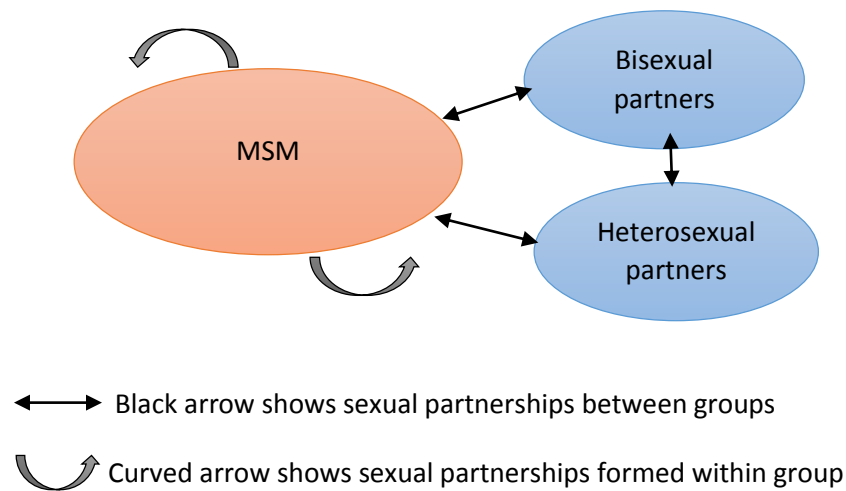 Bisexual
partners
MSM
Heterosexual
partners
Black arrow shows sexual partnerships between groups
Curved arrow shows sexual partnerships formed within group